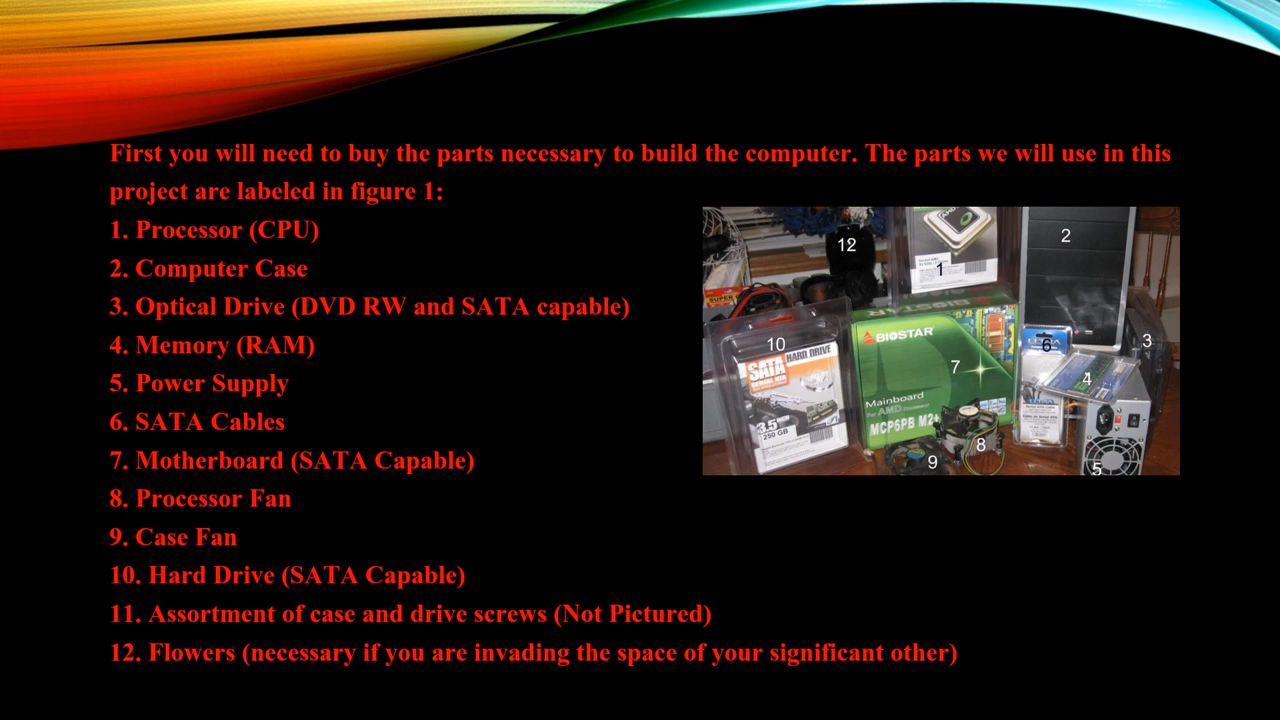 First you will need to buy the parts necessary to build the computer. The parts we will use in this
project are labeled in figure 1:
1. Processor (CPU)
2. Computer Case
3. Optical Drive (DVD RW and SATA capable)
4. Memory (RAM)
5. Power Supply
6. SATA Cables
7. Motherboard (SATA Capable)
8. Processor Fan
9. Case Fan
10. Hard Drive (SATA Capable)
11. Assortment of case and drive screws (Not Pictured)
12. Flowers (necessary if you are invading the space of your significant other)
12
1
2
SUPER
10
HARD DRIVE
SATA
3.5"
250 GB
BIOSTAR
7
Mainboard
For AMD Processor
MCP6PB M2+
6
3
4
8
9
5